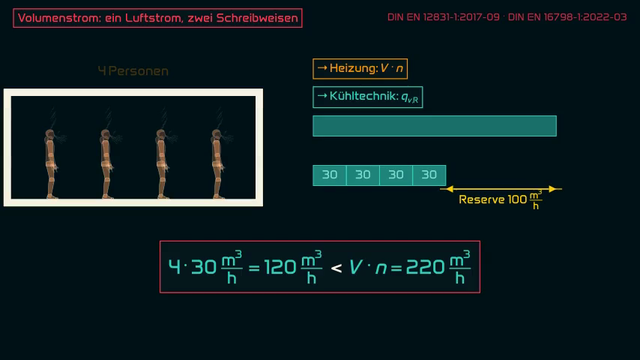 Volumenstrom: ein Luftstrom, zwei Schreibweisen
DIN EN 12831-1:2017-09 · DIN EN 16798-1:2022-03
4 Personen
→ Heizung: V · n
→ Kühltechnik: q_vR
30 30 30 30
Reserve 100 m³/h
4 · 30 m³/h = 120 m³/h < V · n = 220 m³/h